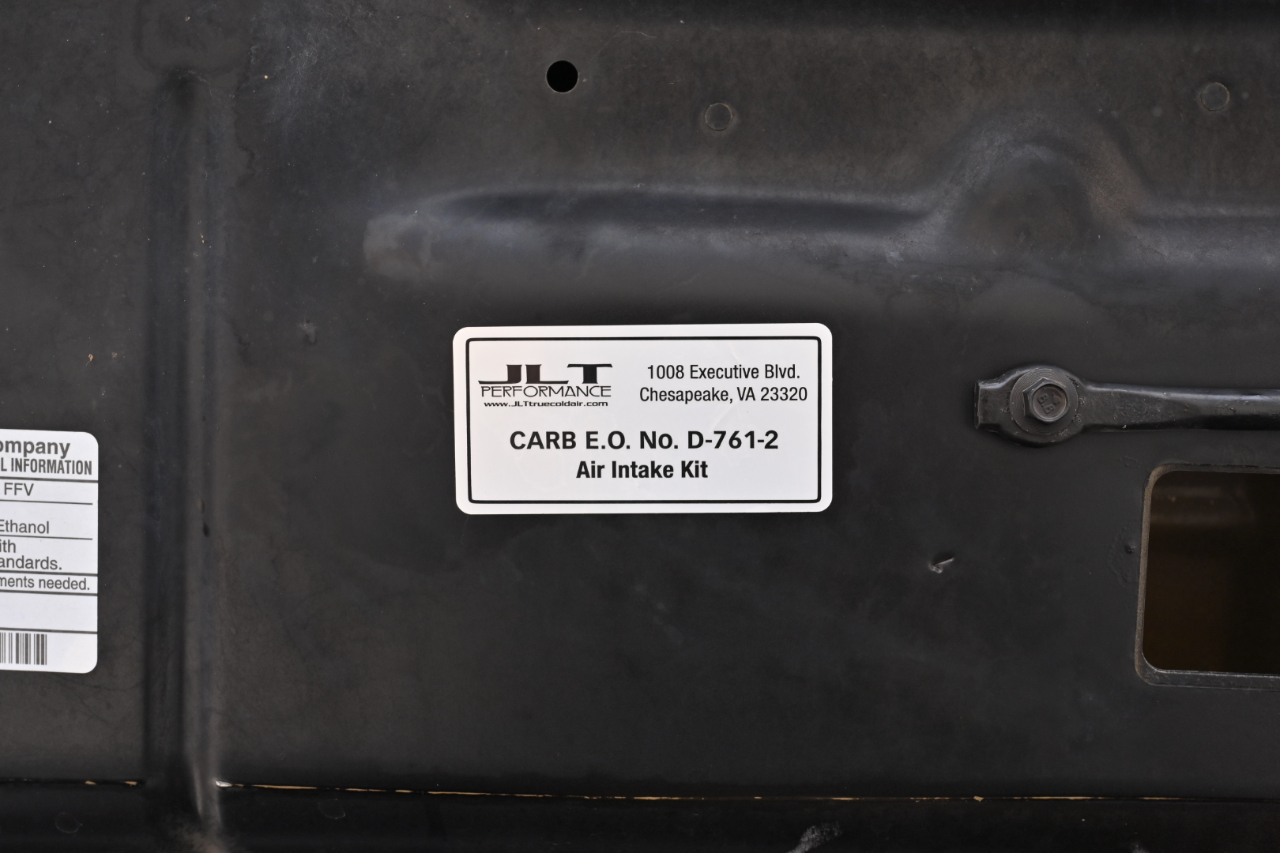 JLT
PERFORMANCE
www.JLTtruecoldair.com
1008 Executive Blvd.
Chesapeake, VA 23320
CARB E.O. No. D-761-2
Air Intake Kit
ompany
L INFORMATION
FFV
Ethanol
ith
andards.
ments needed.